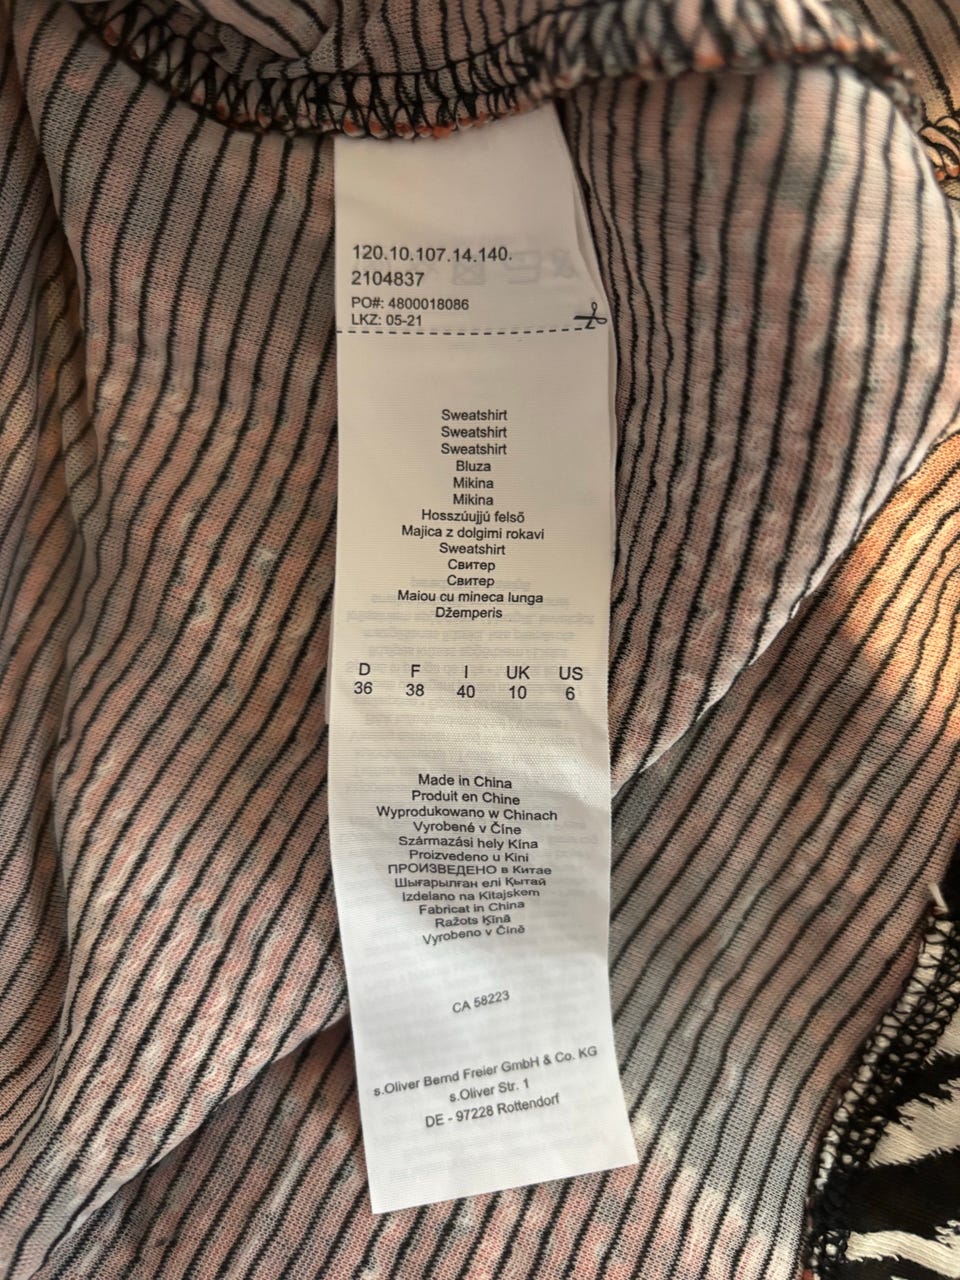 120.10.107.14.140.
2104837
PO#: 4800018086
LKZ: 05-21
Sweatshirt
Sweatshirt
Sweatshirt
Bluza
Mikina
Mikina
Hosszúujjú felső
Majica z dolgimi rokavi
Sweatshirt
Свитер
Свитер
Maiou cu mineca lunga
Džemperis
D F I UK US
36 38 40 10 6
Made in China
Produit en Chine
Wyprodukowano w Chinach
Vyrobené v Číne
Származási hely Kína
Proizvedeno u Kini
ПРОИЗВЕДЕНО в Китае
Шығарылған елі Қытай
Izdelano na Kitajskem
Fabricat in China
Ražots Ķīnā
Vyrobeno v Číně
CA 58223
s.Oliver Bernd Freier GmbH & Co. KG
s.Oliver Str. 1
DE - 97228 Rottendorf